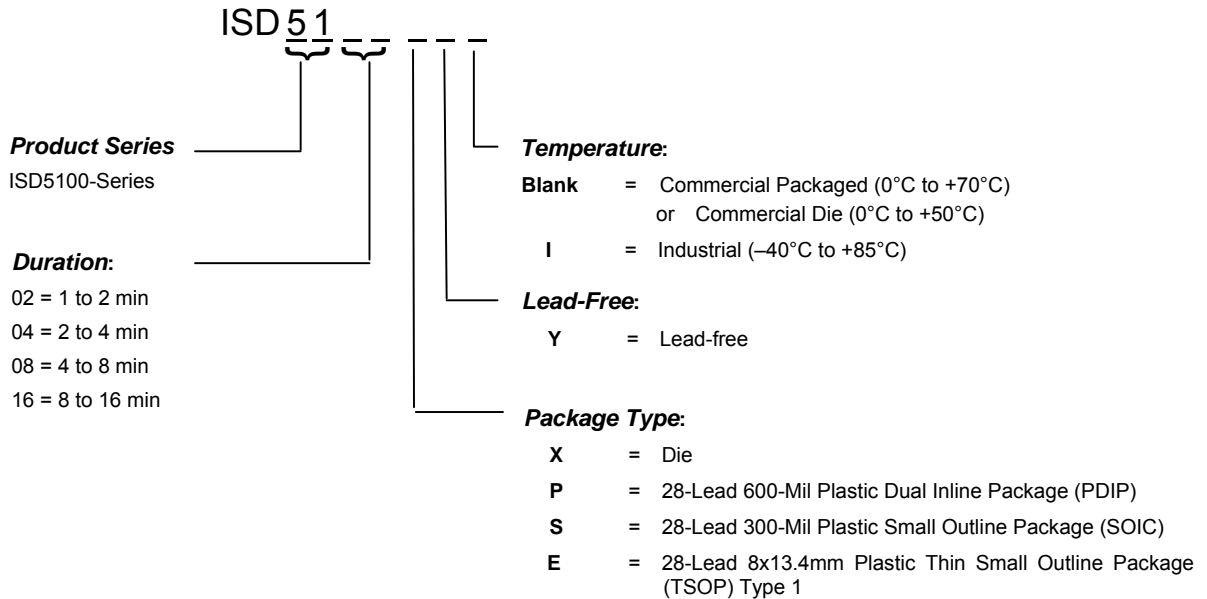 ISD 5 1 _ _ _ _ _
Product Series
ISD5100-Series
Duration:
02 = 1 to 2 min
04 = 2 to 4 min
08 = 4 to 8 min
16 = 8 to 16 min
Temperature:
Blank = Commercial Packaged (0°C to +70°C)
or Commercial Die (0°C to +50°C)
I = Industrial (–40°C to +85°C)
Lead-Free:
Y = Lead-free
Package Type:
X = Die
P = 28-Lead 600-Mil Plastic Dual Inline Package (PDIP)
S = 28-Lead 300-Mil Plastic Small Outline Package (SOIC)
E = 28-Lead 8x13.4mm Plastic Thin Small Outline Package
(TSOP) Type 1